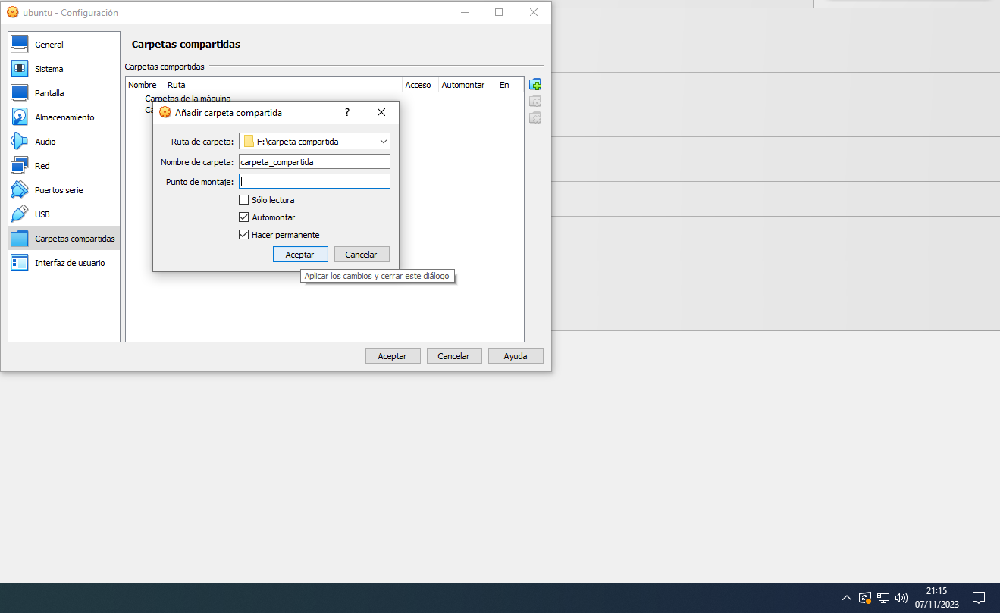 ubuntu - Configuración
General
Sistema
Pantalla
Almacenamiento
Audio
Red
Puertos serie
USB
Carpetas compartidas
Interfaz de usuario
Carpetas compartidas
Carpetas compartidas
Nombre Ruta Acceso Automontar En
Carpetas de la máquina
Ca
Añadir carpeta compartida ?
Ruta de carpeta: F:\carpeta compartida
Nombre de carpeta: carpeta_compartida
Punto de montaje:
Sólo lectura
Automontar
Hacer permanente
Aceptar Cancelar
Aplicar los cambios y cerrar este diálogo
Aceptar Cancelar Ayuda
21:15
07/11/2023